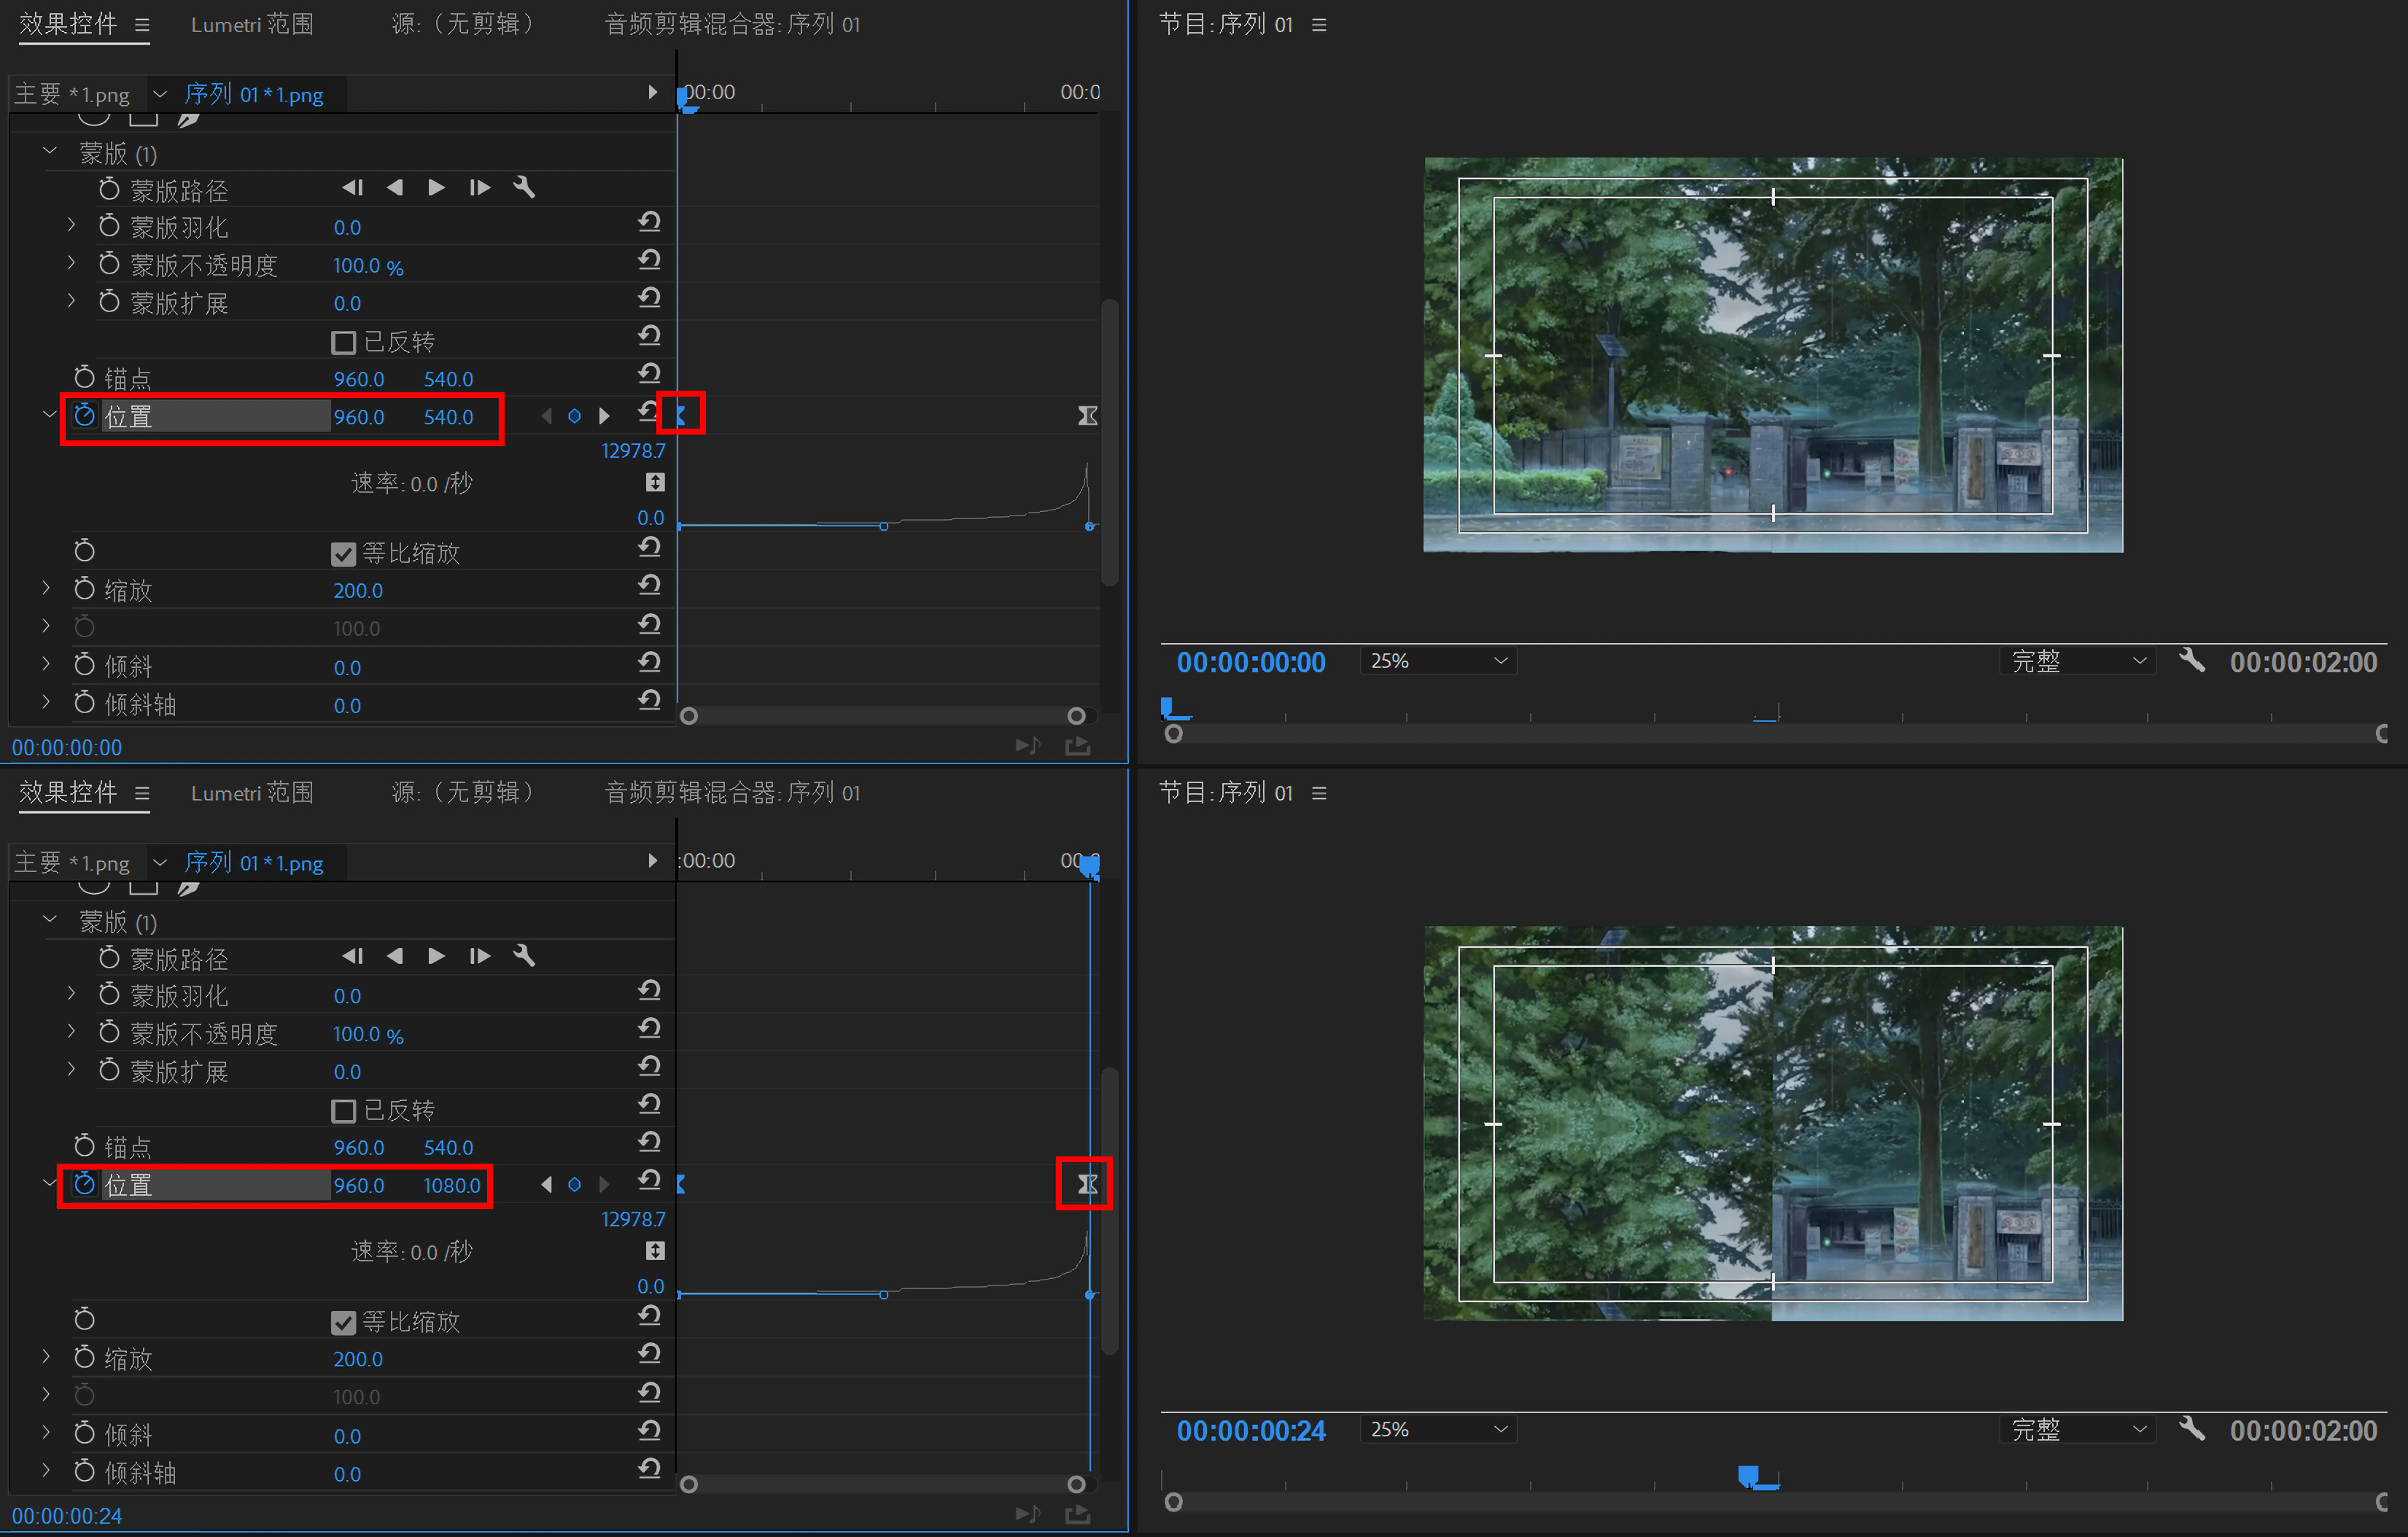 效果控件 Lumetri 范围 源:（无剪辑） 音频剪辑混合器: 序列 01 节目: 序列 01
主要 *1.png 序列 01*1.png 00:00 00:0
蒙版 (1)
蒙版路径
蒙版羽化 0.0
蒙版不透明度 100.0 %
蒙版扩展 0.0
已反转
锚点 960.0 540.0
位置 960.0 540.0
12978.7
速率: 0.0 /秒
0.0
等比缩放
缩放 200.0
100.0
倾斜 0.0
倾斜轴 0.0
00:00:00:00
00:00:00:00 25% 完整 00:00:02:00
效果控件 Lumetri 范围 源:（无剪辑） 音频剪辑混合器: 序列 01 节目: 序列 01
主要 *1.png 序列 01*1.png :00:00
蒙版 (1)
蒙版路径
蒙版羽化 0.0
蒙版不透明度 100.0 %
蒙版扩展 0.0
已反转
锚点 960.0 540.0
位置 960.0 1080.0
12978.7
速率: 0.0 /秒
0.0
等比缩放
缩放 200.0
100.0
倾斜 0.0
倾斜轴 0.0
00:00:00:24
00:00:00:24 25% 完整 00:00:02:00